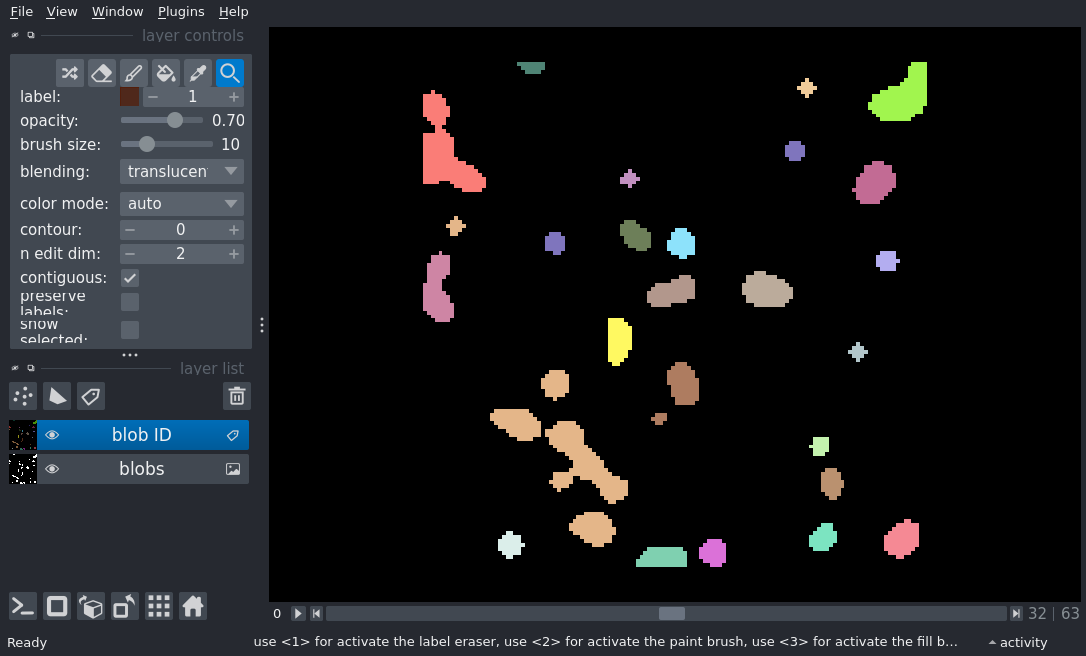 File View Window Plugins Help
layer controls
label: 1
opacity: 0.70
brush size: 10
blending: translucen
color mode: auto
contour: 0
n edit dim: 2
contiguous:
preserve
labels:
show
selected:
layer list
blob ID
blobs
0 32 63
Ready use <1> for activate the label eraser, use <2> for activate the paint brush, use <3> for activate the fill b... activity